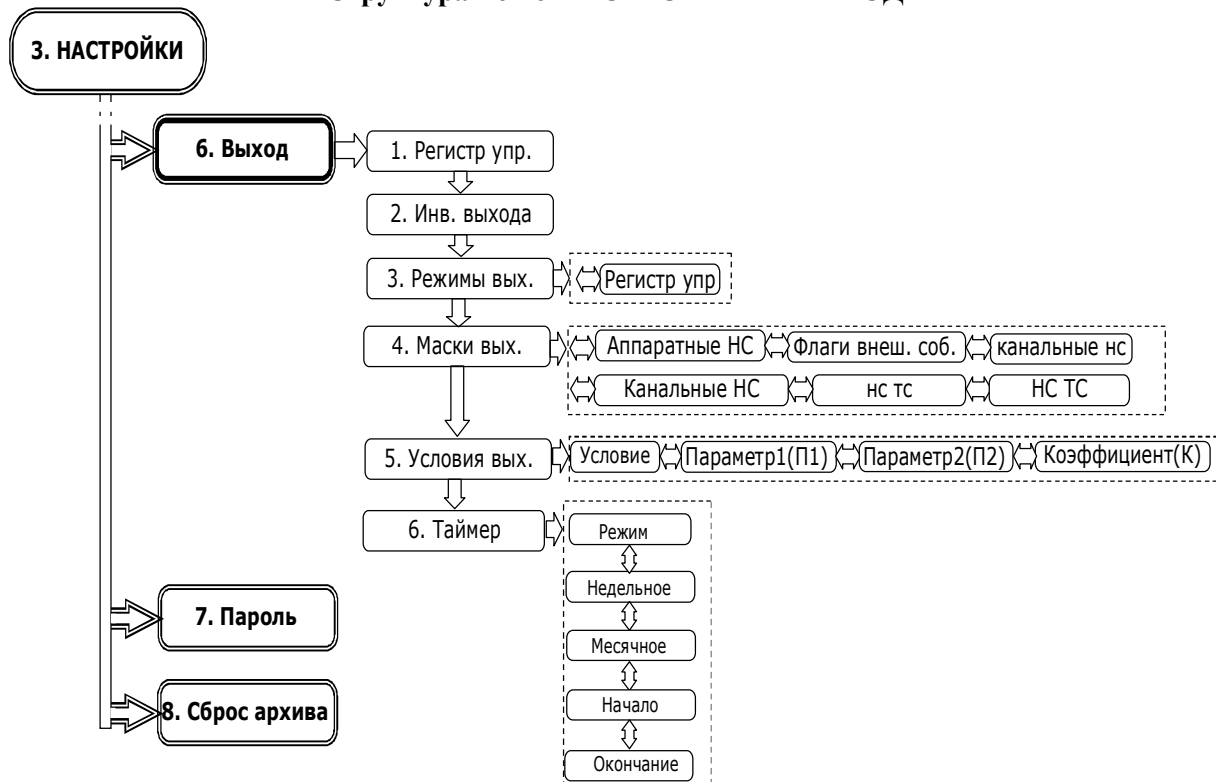 3. НАСТРОЙКИ
6. Выход
1. Регистр упр.
2. Инв. выхода
3. Режимы вых.
Регистр упр
4. Маски вых.
Аппаратные НС
Флаги внеш. соб.
канальные нс
Канальные НС
нс тс
НС ТС
5. Условия вых.
Условие
Параметр1(П1)
Параметр2(П2)
Коэффициент(К)
6. Таймер
Режим
Недельное
Месячное
Начало
Окончание
7. Пароль
8. Сброс архива